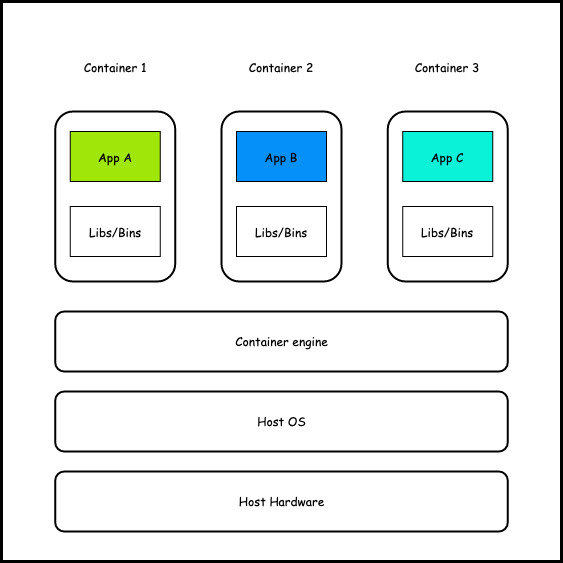 Container 1
Container 2
Container 3
App A
App B
App C
Libs/Bins
Libs/Bins
Libs/Bins
Container engine
Host OS
Host Hardware